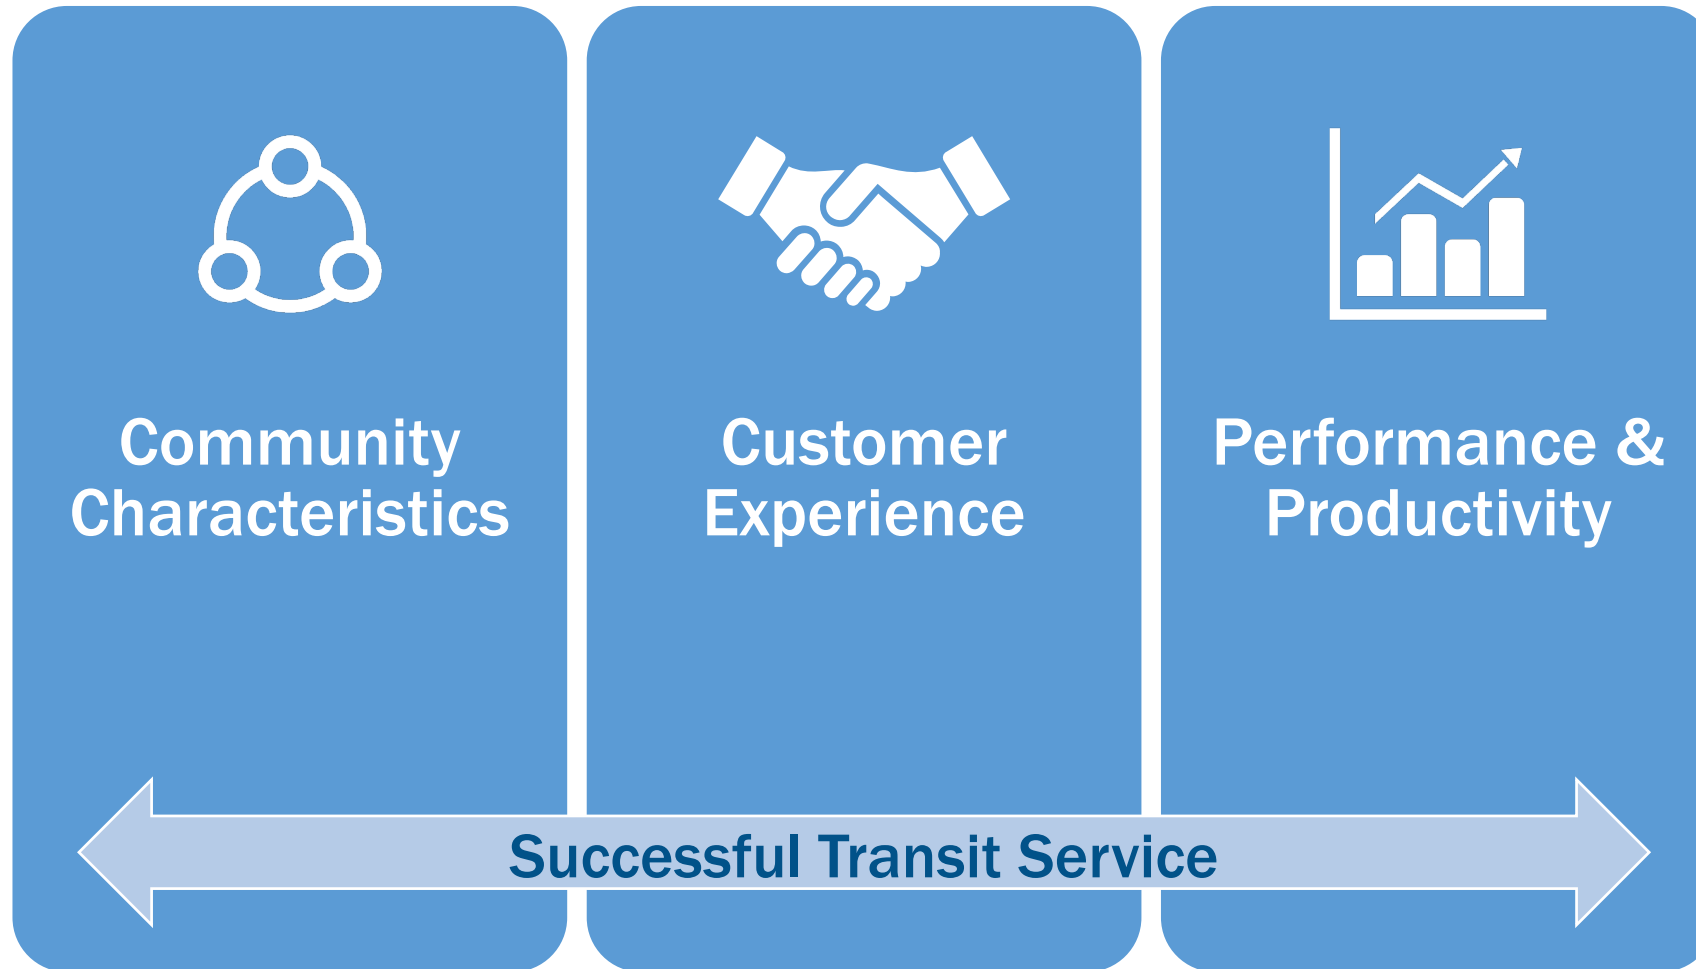 Community
Characteristics
Customer
Experience
Performance &
Productivity
Successful Transit Service